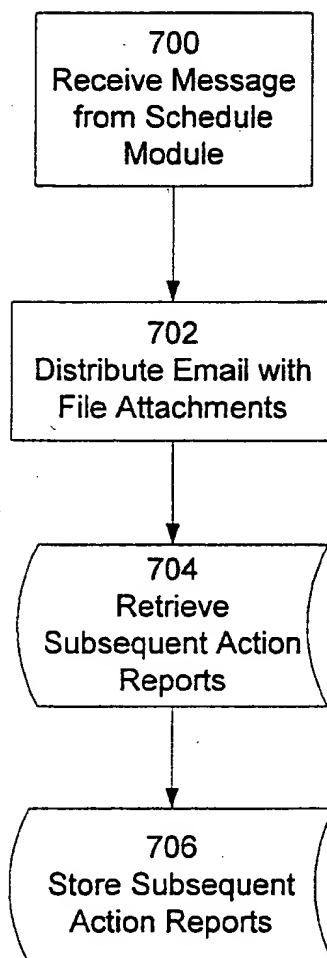 700
Receive Message
from Schedule
Module
702
Distribute Email with
File Attachments
704
Retrieve
Subsequent Action
Reports
706
Store Subsequent
Action Reports